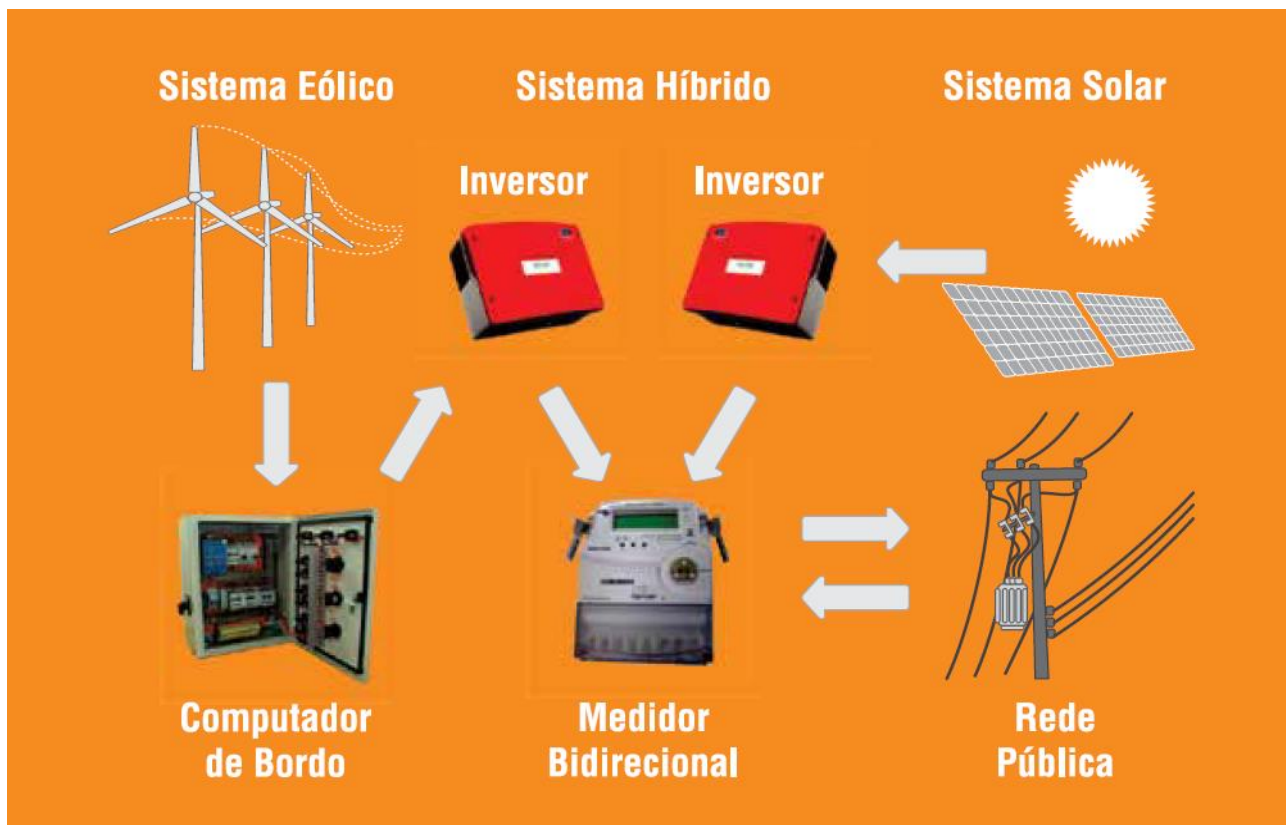 Sistema Eólico
Sistema Híbrido
Sistema Solar
Inversor
Inversor
Computador
de Bordo
Medidor
Bidirecional
Rede
Pública